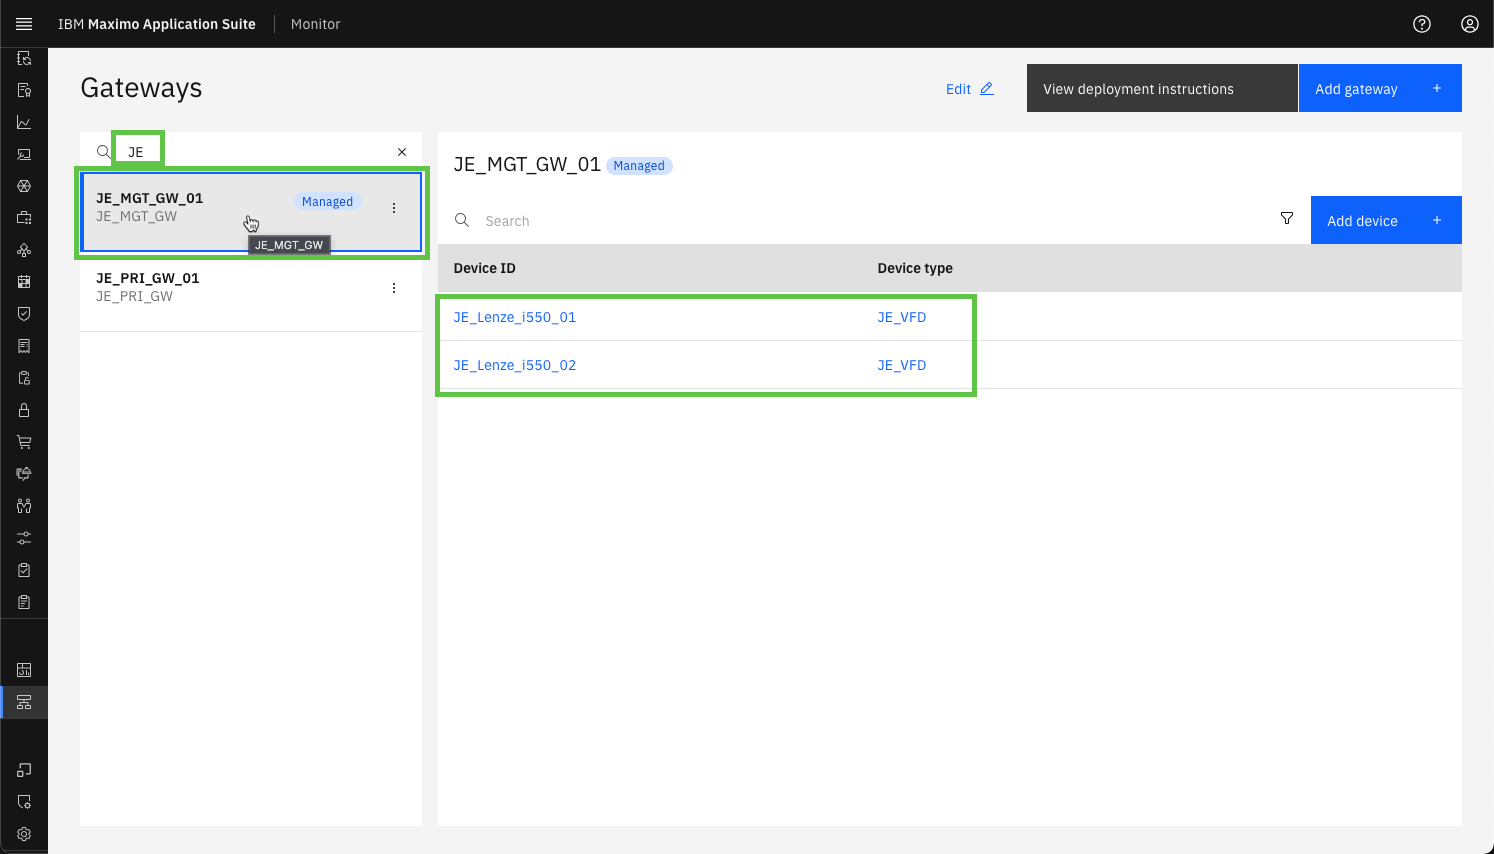 IBM Maximo Application Suite Monitor
Gateways
Edit
View deployment instructions
Add gateway +
JE
JE_MGT_GW_01 Managed
JE_MGT_GW
JE_MGT_GW
JE_PRI_GW_01
JE_PRI_GW
JE_MGT_GW_01 Managed
Search
Add device +
Device ID Device type
JE_Lenze_i550_01 JE_VFD
JE_Lenze_i550_02 JE_VFD